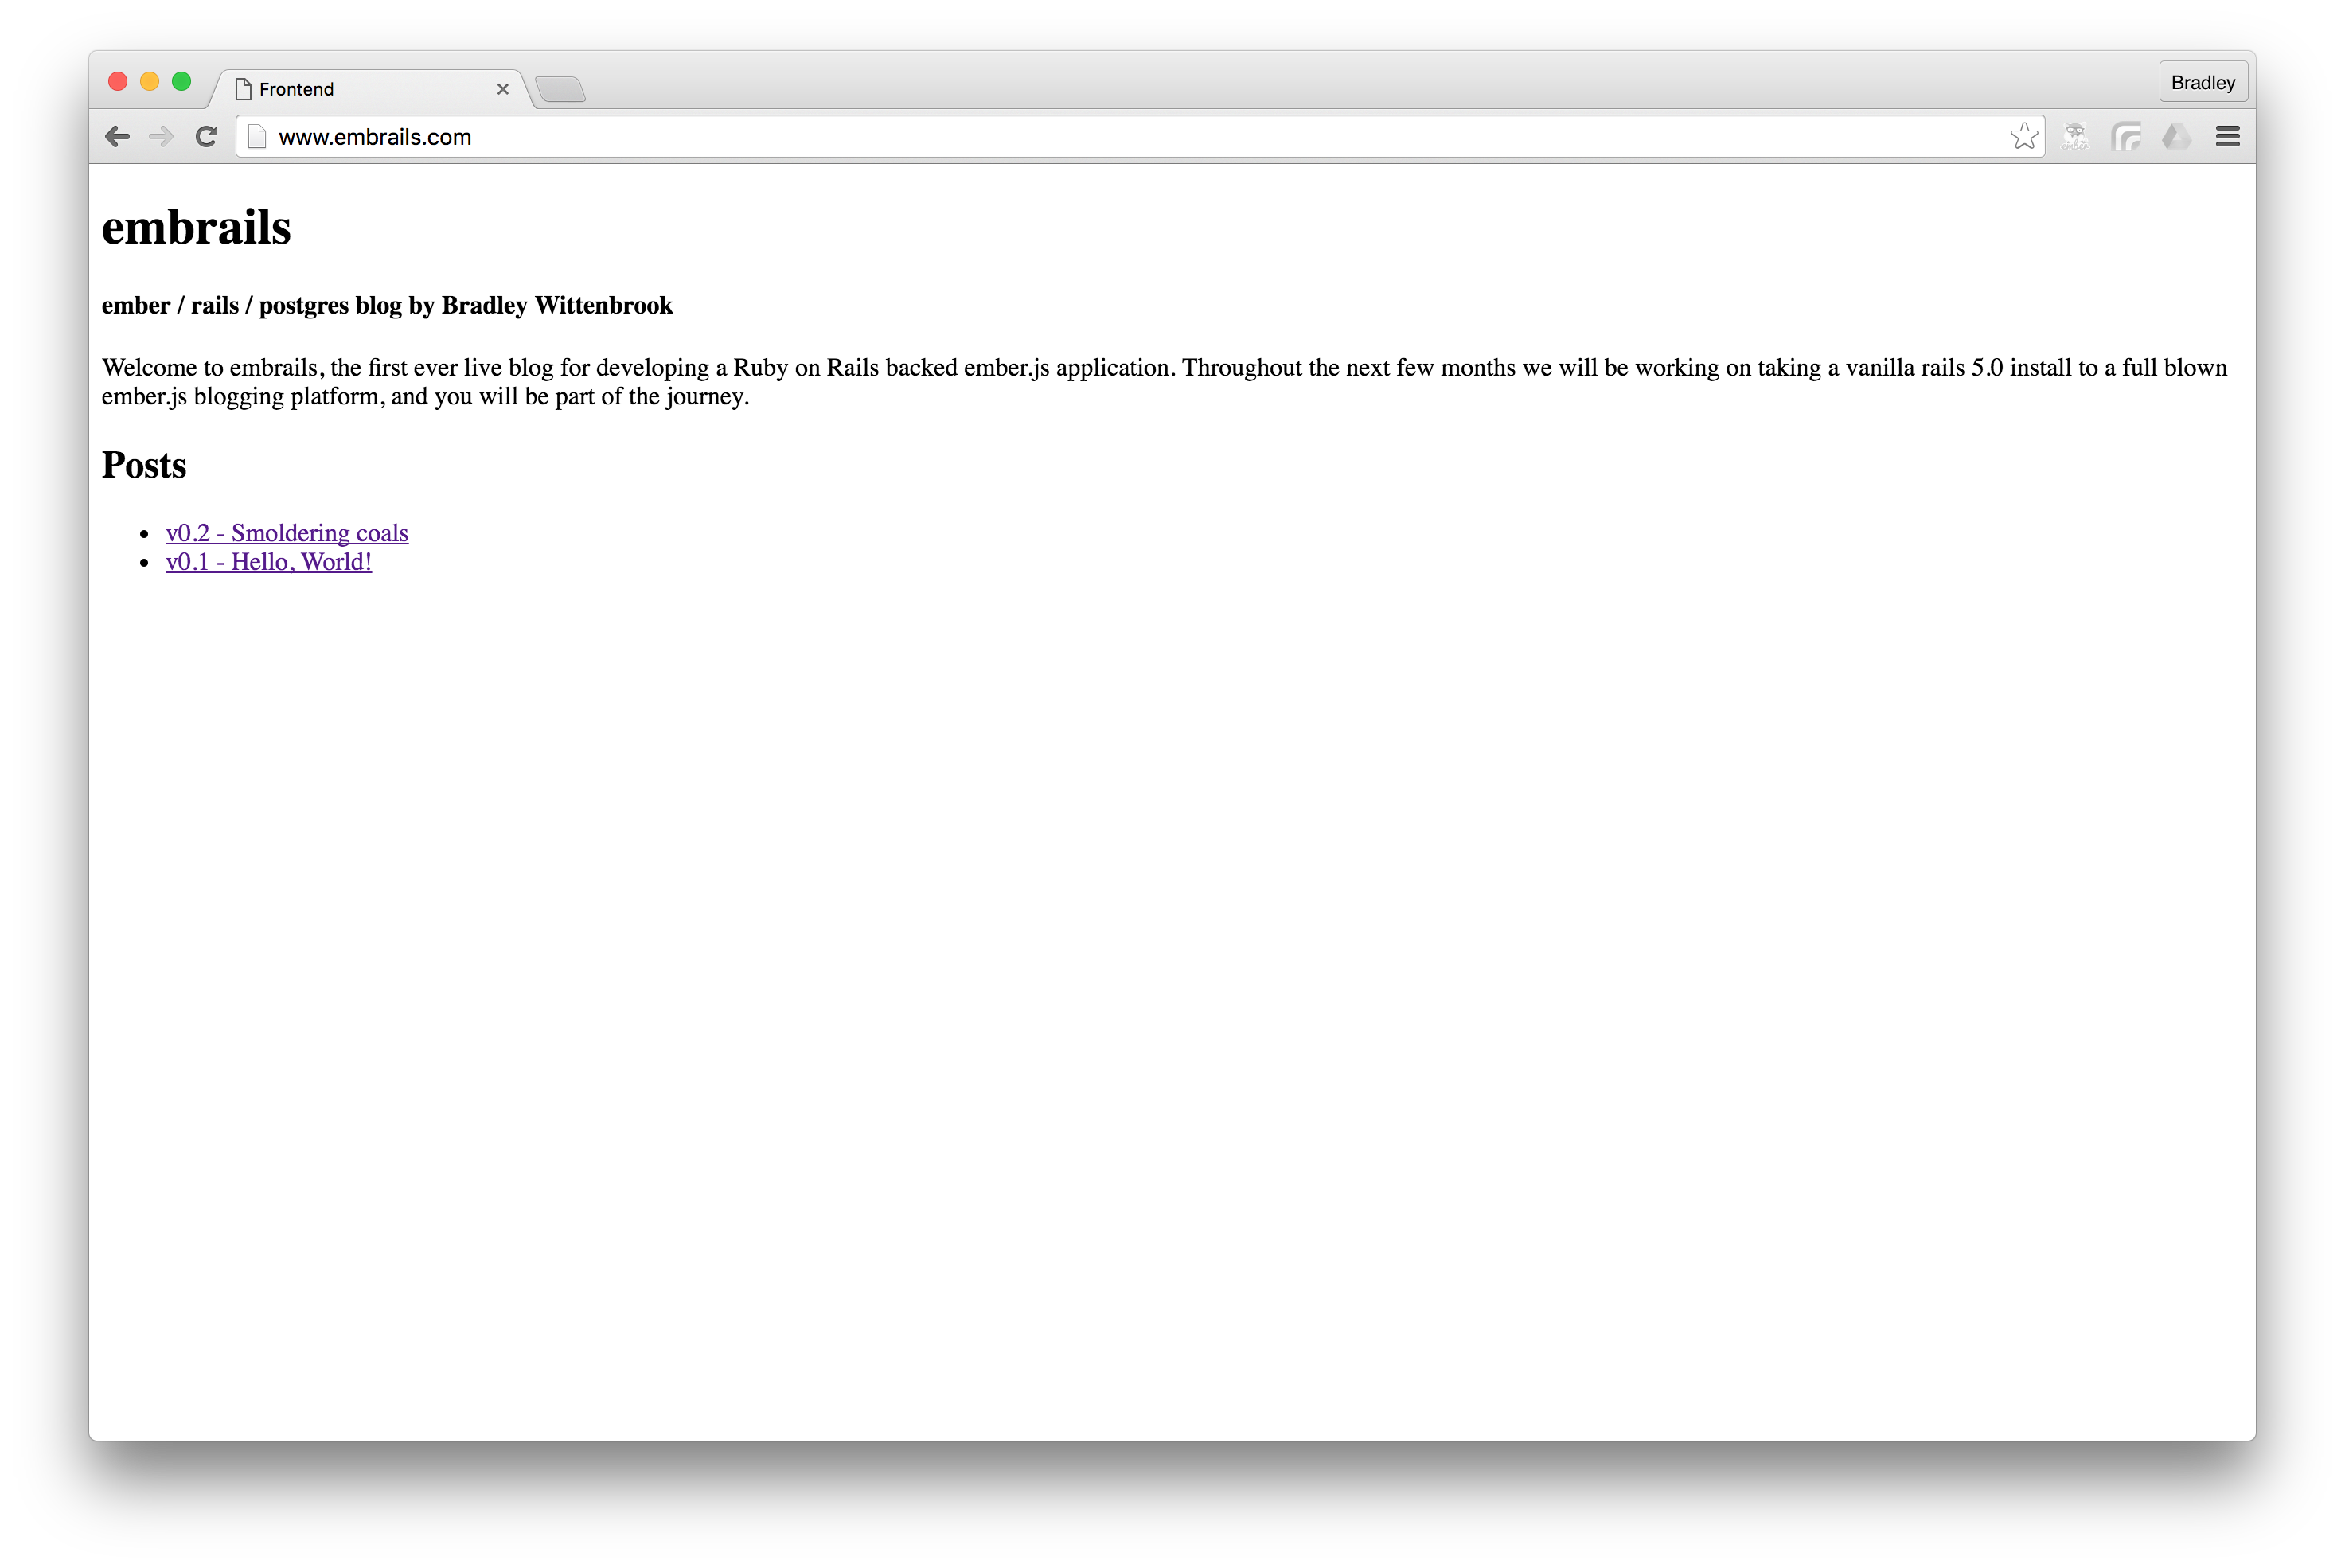 Frontend
Bradley
www.embrails.com
ember
embrails
ember / rails / postgres blog by Bradley Wittenbrook
Welcome to embrails, the first ever live blog for developing a Ruby on Rails backed ember.js application. Throughout the next few months we will be working on taking a vanilla rails 5.0 install to a full blown
ember.js blogging platform, and you will be part of the journey.
Posts
v0.2 - Smoldering coals
v0.1 - Hello, World!